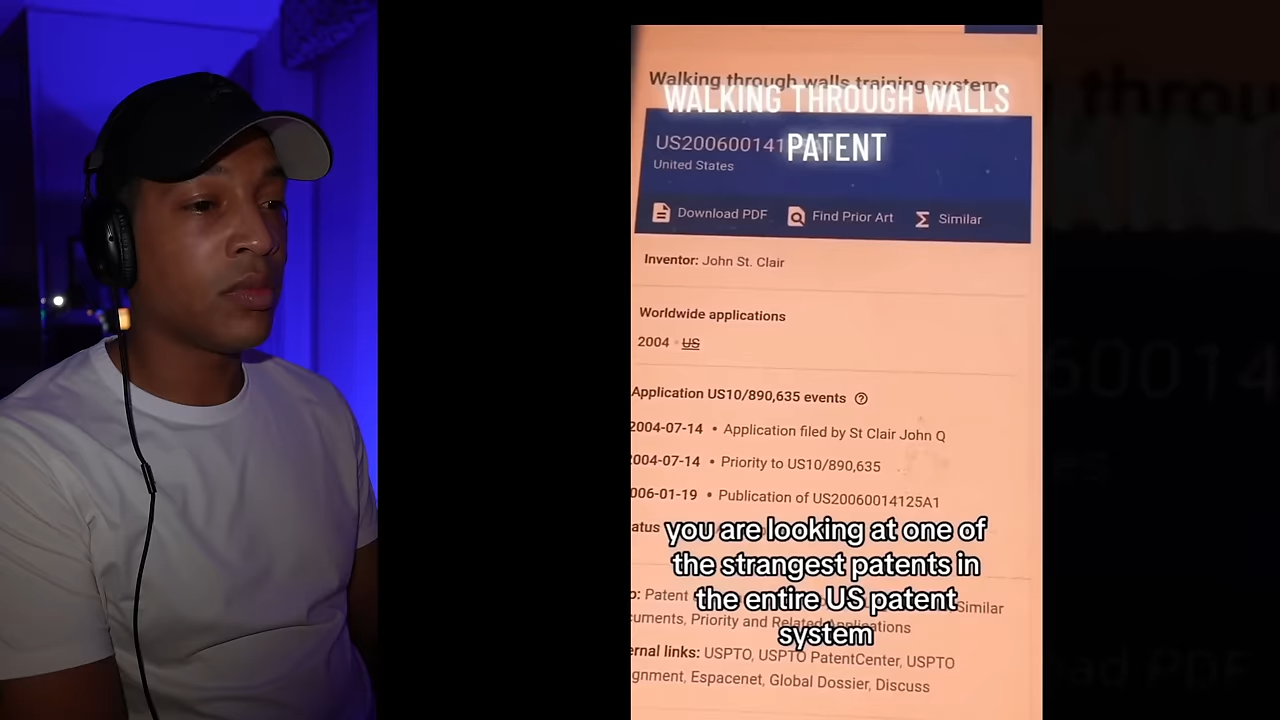 Walking through walls training system
WALKING THROUGH WALLS
PATENT
US200600141
United States
Download PDF
Find Prior Art
Similar
Inventor: John St. Clair
Worldwide applications
2004 · US
Application US10/890,635 events
2004-07-14 • Application filed by St Clair John Q
2004-07-14 • Priority to US10/890,635
006-01-19 • Publication of US20060014125A1
atus
you are looking at one of
the strangest patents in
the entire US patent
system
o: Patent Similar
cuments, Priority and Related Applications
ernal links: USPTO, USPTO PatentCenter, USPTO
gnment, Espacenet, Global Dossier, Discuss